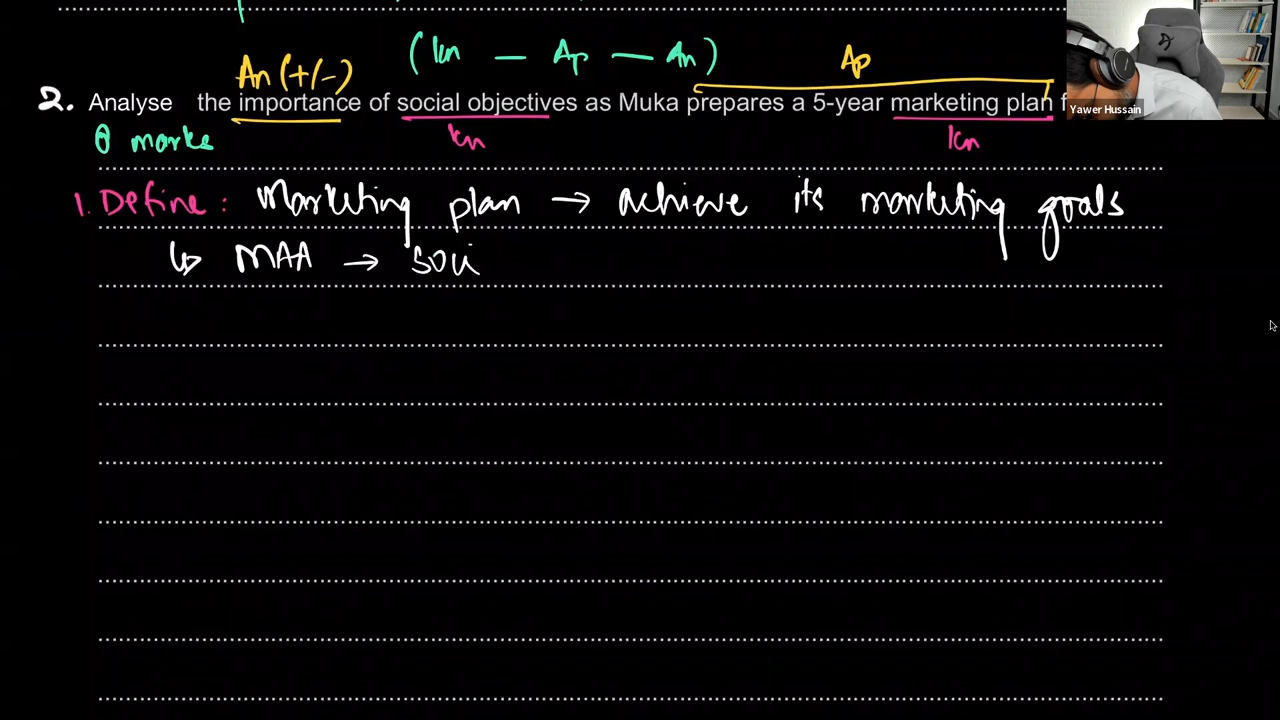 An (+/-) (kn — Ap — An) Ap
2. Analyse the importance of social objectives as Muka prepares a 5-year marketing plan f
8 marks kn kn
1. Define: Marketing plan → achieve its marketing goals
↳ MAA → soci
Yawer Hussain